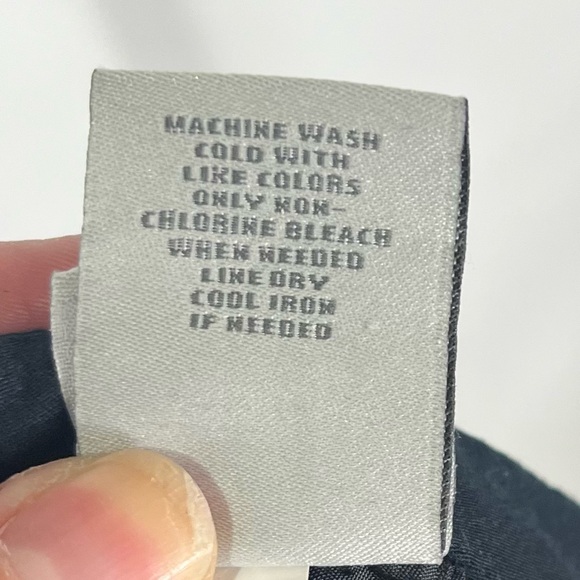 MACHINE WASH
COLD WITH
LIKE COLORS
ONLY NON-
CHLORINE BLEACH
WHEN NEEDED
LINE DRY
COOL IRON
IF NEEDED